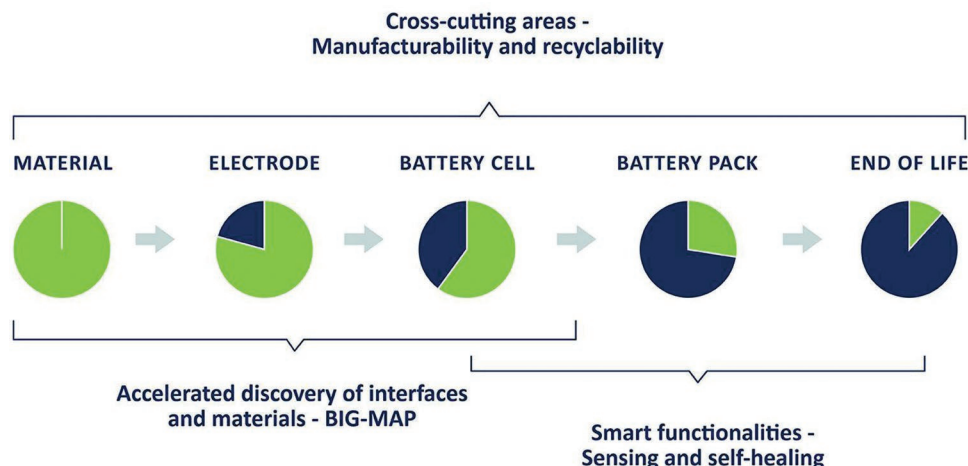 Cross-cutting areas -
Manufacturability and recyclability
MATERIAL
ELECTRODE
BATTERY CELL
BATTERY PACK
END OF LIFE
Accelerated discovery of interfaces
and materials - BIG-MAP
Smart functionalities -
Sensing and self-healing